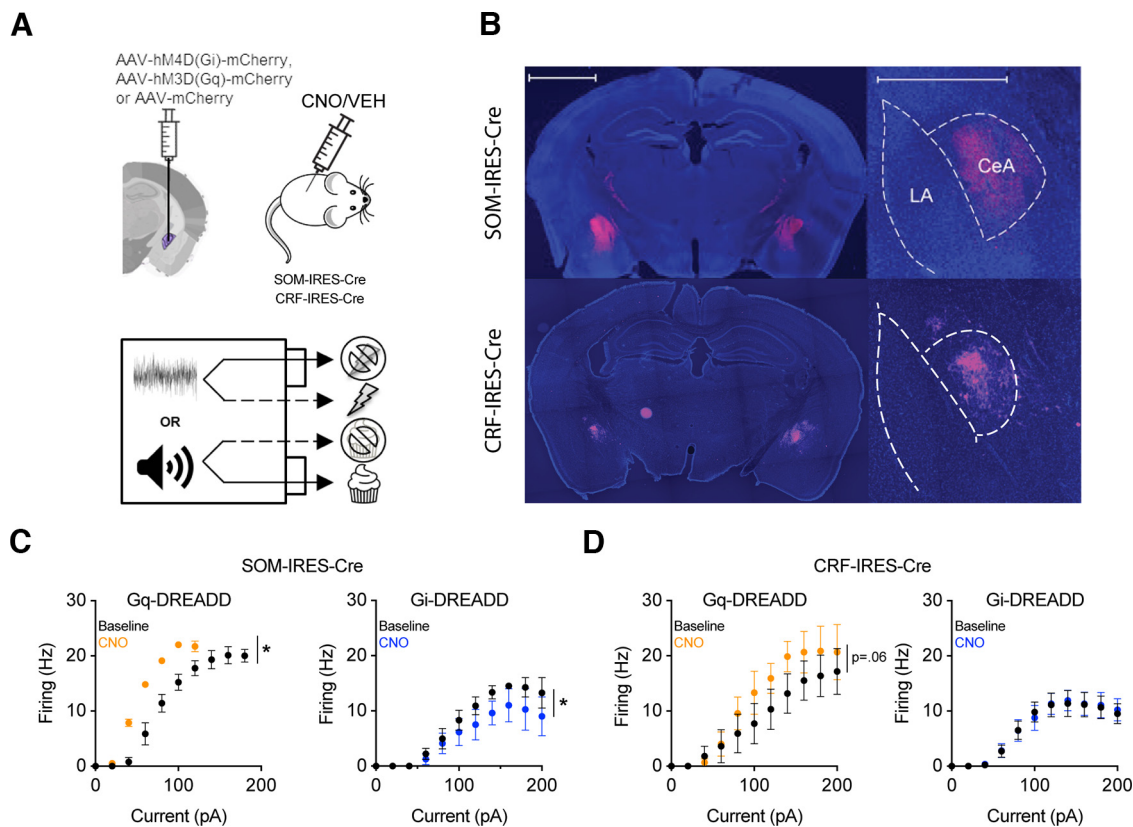 A
AAV-hM4D(Gi)-mCherry,
AAV-hM3D(Gq)-mCherry
or AAV-mCherry
CNO/VEH
SOM-IRES-Cre
CRF-IRES-Cre
OR
B
SOM-IRES-Cre
LA
CeA
CRF-IRES-Cre
C
SOM-IRES-Cre
Gq-DREADD
Baseline
CNO
Firing (Hz)
30
20
10
0
0
100
200
Current (pA)
*
Gi-DREADD
Baseline
CNO
Firing (Hz)
30
20
10
0
0
100
200
Current (pA)
*
D
CRF-IRES-Cre
Gq-DREADD
Baseline
CNO
Firing (Hz)
30
20
10
0
0
100
200
Current (pA)
p=.06
Gi-DREADD
Baseline
CNO
Firing (Hz)
30
20
10
0
0
100
200
Current (pA)